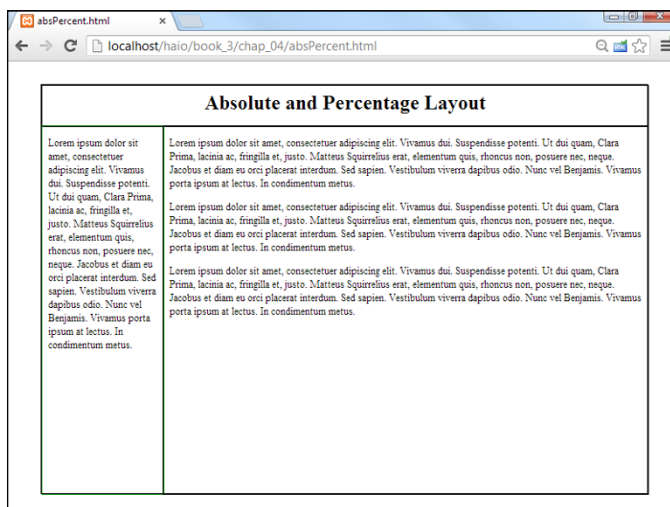 absPercent.html
localhost/haio/book_3/chap_04/absPercent.html
Absolute and Percentage Layout
Lorem ipsum dolor sit
amet, consectetuer
adipiscing elit. Vivamus
dui. Suspendisse potenti.
Ut dui quam, Clara Prima,
lacinia ac, fringilla et,
justo. Matteus Squirrelius
erat, elementum quis,
rhoncus non, posuere nec,
neque. Jacobus et diam eu
orci placerat interdum. Sed
sapien. Vestibulum viverra
dapibus odio. Nunc vel
Benjamis. Vivamus porta
ipsum at lectus. In
condimentum metus.
Lorem ipsum dolor sit amet, consectetuer adipiscing elit. Vivamus dui. Suspendisse potenti. Ut dui quam, Clara
Prima, lacinia ac, fringilla et, justo. Matteus Squirrelius erat, elementum quis, rhoncus non, posuere nec, neque.
Jacobus et diam eu orci placerat interdum. Sed sapien. Vestibulum viverra dapibus odio. Nunc vel Benjamis. Vivamus
porta ipsum at lectus. In condimentum metus.
Lorem ipsum dolor sit amet, consectetuer adipiscing elit. Vivamus dui. Suspendisse potenti. Ut dui quam, Clara
Prima, lacinia ac, fringilla et, justo. Matteus Squirrelius erat, elementum quis, rhoncus non, posuere nec, neque.
Jacobus et diam eu orci placerat interdum. Sed sapien. Vestibulum viverra dapibus odio. Nunc vel Benjamis. Vivamus
porta ipsum at lectus. In condimentum metus.
Lorem ipsum dolor sit amet, consectetuer adipiscing elit. Vivamus dui. Suspendisse potenti. Ut dui quam, Clara
Prima, lacinia ac, fringilla et, justo. Matteus Squirrelius erat, elementum quis, rhoncus non, posuere nec, neque.
Jacobus et diam eu orci placerat interdum. Sed sapien. Vestibulum viverra dapibus odio. Nunc vel Benjamis. Vivamus
porta ipsum at lectus. In condimentum metus.